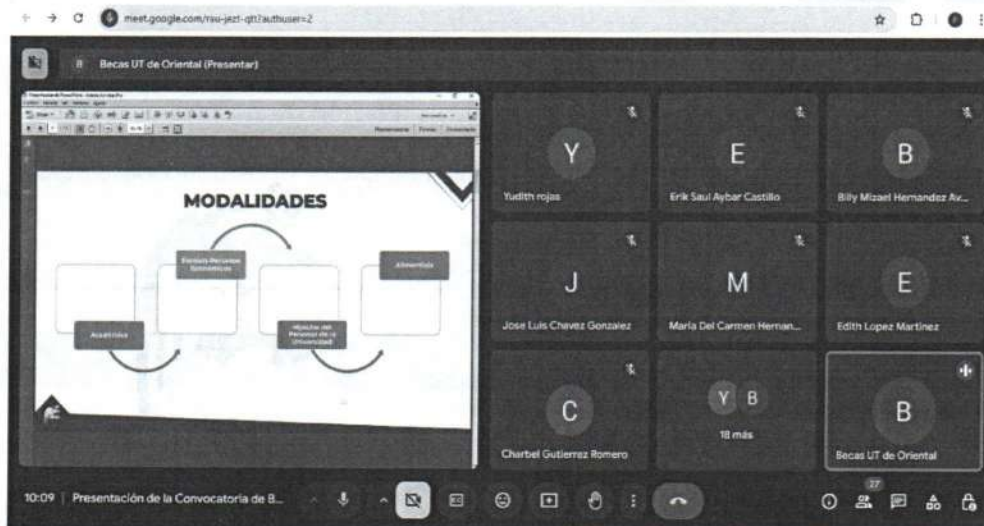 meet.google.com/rsu-jezt-qtt?authuser=2
B Becas UT de Oriental (Presentar)
MODALIDADES
Alimenticia
Académica
Hijos/as del
Personal de la
Universidad
Y
Yudith rojas
E
Erik Saul Aybar Castillo
B
Billy Mizael Hernandez Av...
J
Jose Luis Chavez Gonzalez
M
Maria Del Carmen Hernan...
E
Edith Lopez Martinez
C
Charbel Gutierrez Romero
Y B
18 más
B
Becas UT de Oriental
10:09 | Presentación de la Convocatoria de B...
27